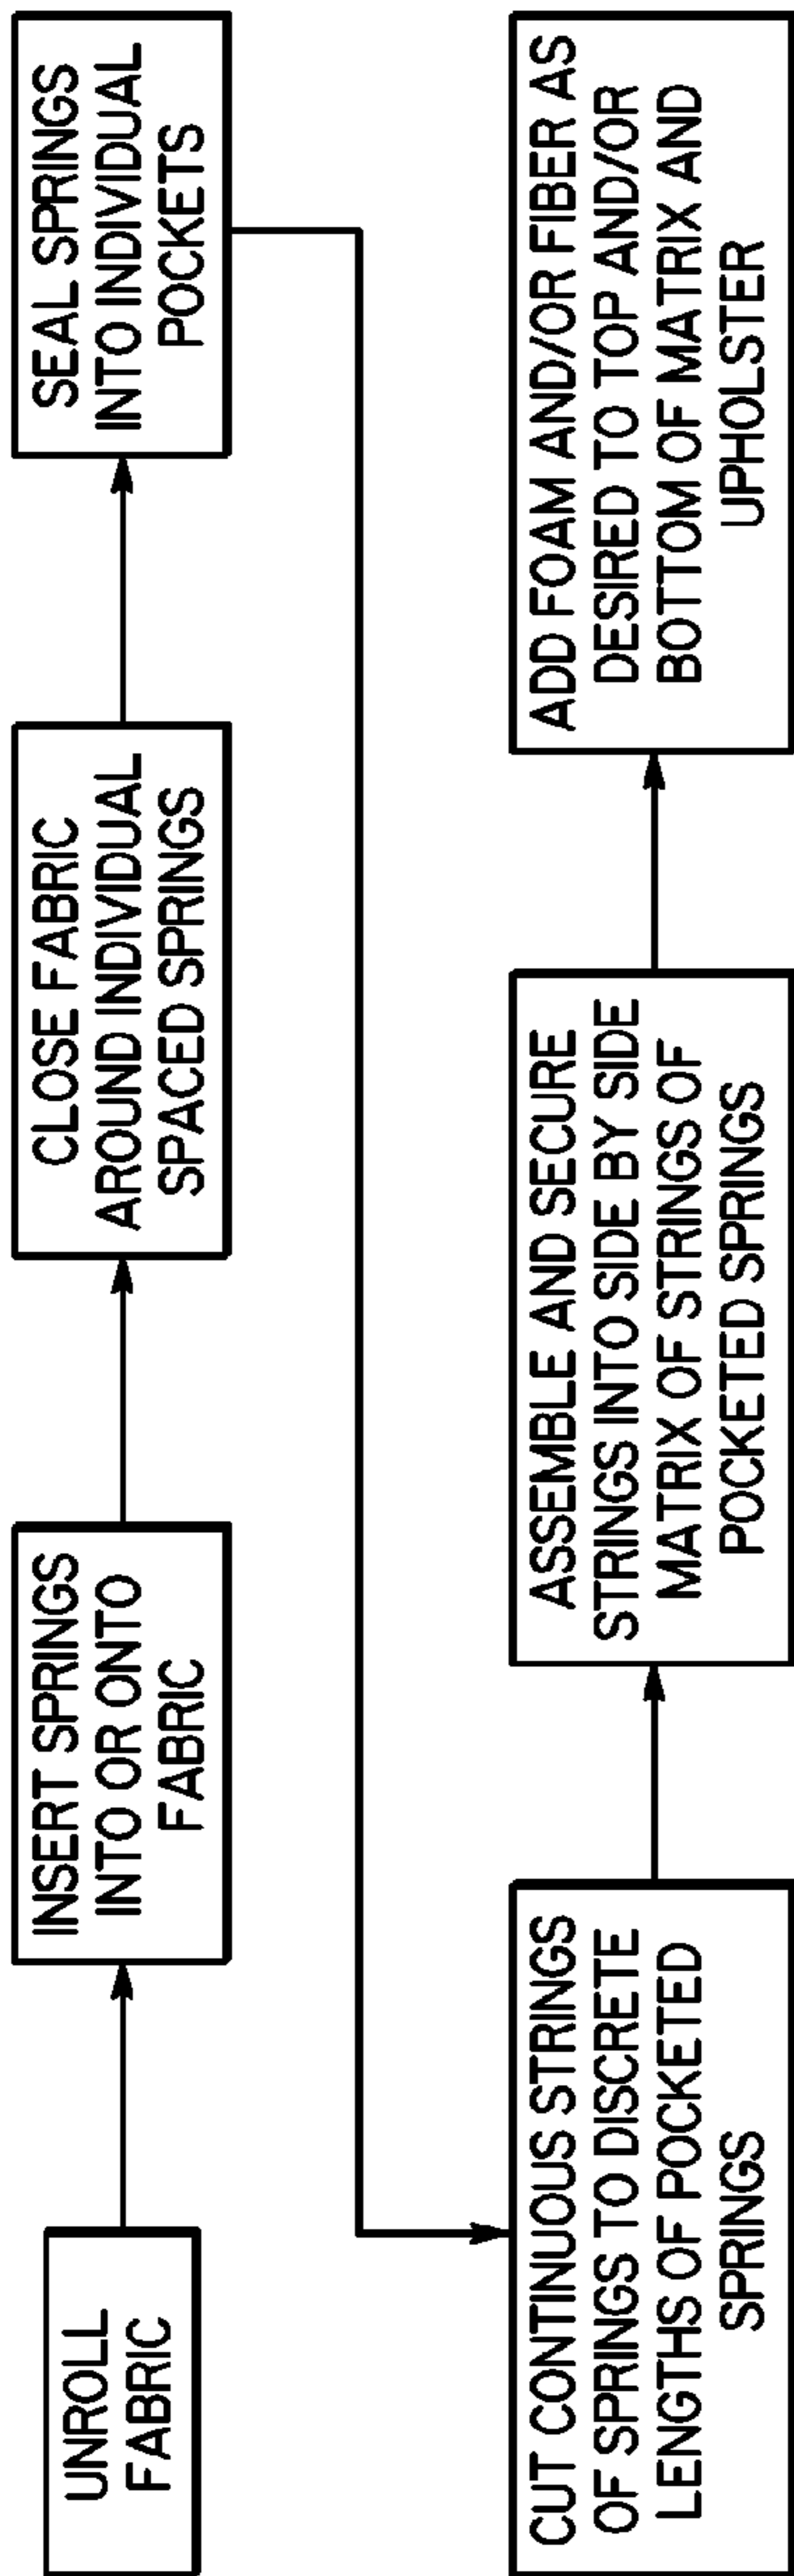 UNROLL
FABRIC
INSERT SPRINGS
INTO OR ONTO
FABRIC
CLOSE FABRIC
AROUND INDIVIDUAL
SPACED SPRINGS
SEAL SPRINGS
INTO INDIVIDUAL
POCKETS
CUT CONTINUOUS STRINGS
OF SPRINGS TO DISCRETE
LENGTHS OF POCKETED
SPRINGS
ASSEMBLE AND SECURE
STRINGS INTO SIDE BY SIDE
MATRIX OF STRINGS OF
POCKETED SPRINGS
ADD FOAM AND/OR FIBER AS
DESIRED TO TOP AND/OR
BOTTOM OF MATRIX AND
UPHOLSTER